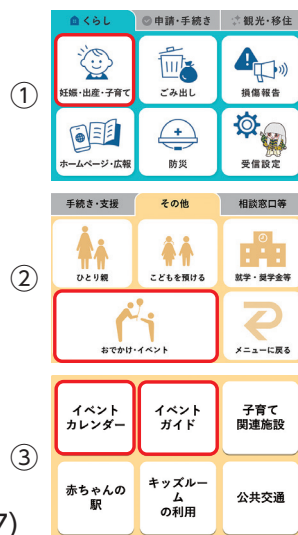 くらし 申請・手続き 観光・移住
①
妊娠・出産・子育て ごみ出し 損傷報告
ホームページ・広報 防災 受信設定
手続き・支援 その他 相談窓口等
②
ひとり親 こどもを預ける 就学・奨学金等
おでかけ・イベント メニューに戻る
③
イベント
カレンダー
イベント
ガイド
子育て
関連施設
赤ちゃんの
駅
キッズルー
ム
の利用
公共交通
7)